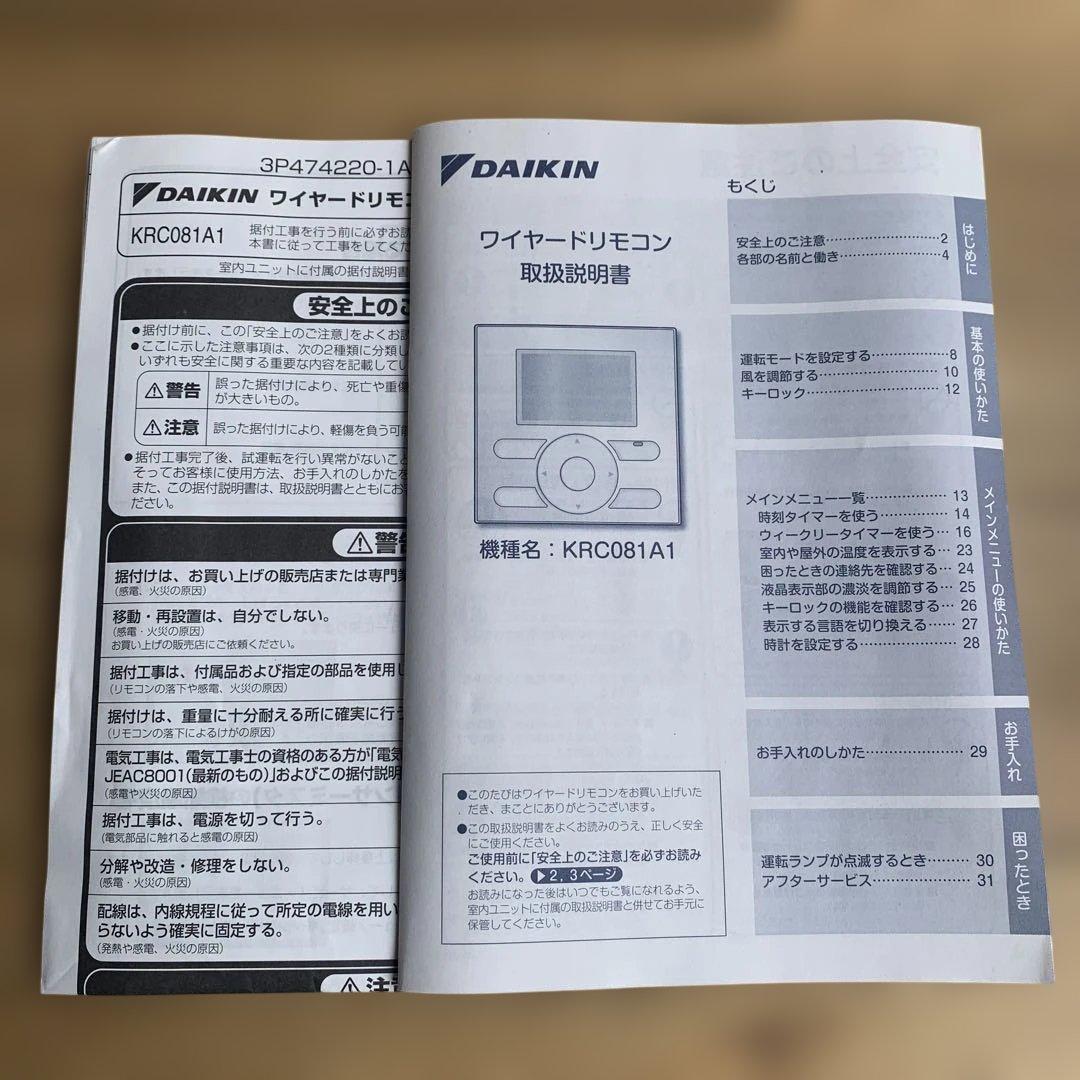 3P474220-1A
DAIKIN ワイヤードリモコ
KRC081A1
据付工事を行う前に必ずお読
本書に従って工事をしてくだ
室内ユニットに付属の据付説明書
安全上のご
●据付け前に、この「安全上のご注意」をよくお読
●ここに示した注意事項は、次の2種類に分類し
いずれも安全に関する重要な内容を記載してい
警告
誤った据付けにより、死亡や重傷
が大きいもの。
注意
誤った据付けにより、軽傷を負う可能
●据付工事完了後、試運転を行い異常がないこと
そってお客様に使用方法、お手入れのしかたを
また、この据付説明書は、取扱説明書とともにお客
ださい。
警告
据付けは、お買い上げの販売店または専門業
(感電、火災の原因)
移動・再設置は、自分でしない。
(感電・火災の原因)
お買い上げの販売店にご依頼ください。
据付工事は、付属品および指定の部品を使用し
(リモコンの落下や感電、火災の原因)
据付けは、重量に十分耐える所に確実に行う
(リモコンの落下によるけがの原因)
電気工事は、電気工事士の資格のある方が「電気
JEAC8001(最新のもの)」およびこの据付説明
(感電や火災の原因)
据付工事は、電源を切って行う。
(電気部品に触れると感電の原因)
分解や改造・修理をしない。
(感電・火災の原因)
配線は、内線規程に従って所定の電線を用い
らないよう確実に固定する。
(発熱や感電、火災の原因)
注
DAIKIN
ワイヤードリモコン
取扱説明書
機種名：KRC081A1
●このたびはワイヤードリモコンをお買い上げいた
だき、まことにありがとうございます。
●この取扱説明書をよくお読みのうえ、正しく安全
にご使用ください。
ご使用前に「安全上のご注意」を必ずお読み
ください。▶2, 3ページ
お読みになった後はいつでもご覧になれるよう、
室内ユニットに付属の取扱説明書と併せてお手元に
保管してください。
もくじ
はじめに
安全上のご注意…………………………2
各部の名前と働き………………………4
基本の使いかた
運転モードを設定する………………8
風を調節する…………………………10
キーロック……………………………12
メインメニューの使いかた
メインメニュー一覧………………13
時刻タイマーを使う……………14
ウィークリータイマーを使う…16
室内や屋外の温度を表示する…23
困ったときの連絡先を確認する…24
液晶表示部の濃淡を調節する…25
キーロックの機能を確認する…26
表示する言語を切り換える……27
時計を設定する…………………28
お手入れ
お手入れのしかた…………………29
困ったとき
運転ランプが点滅するとき………30
アフターサービス…………………31